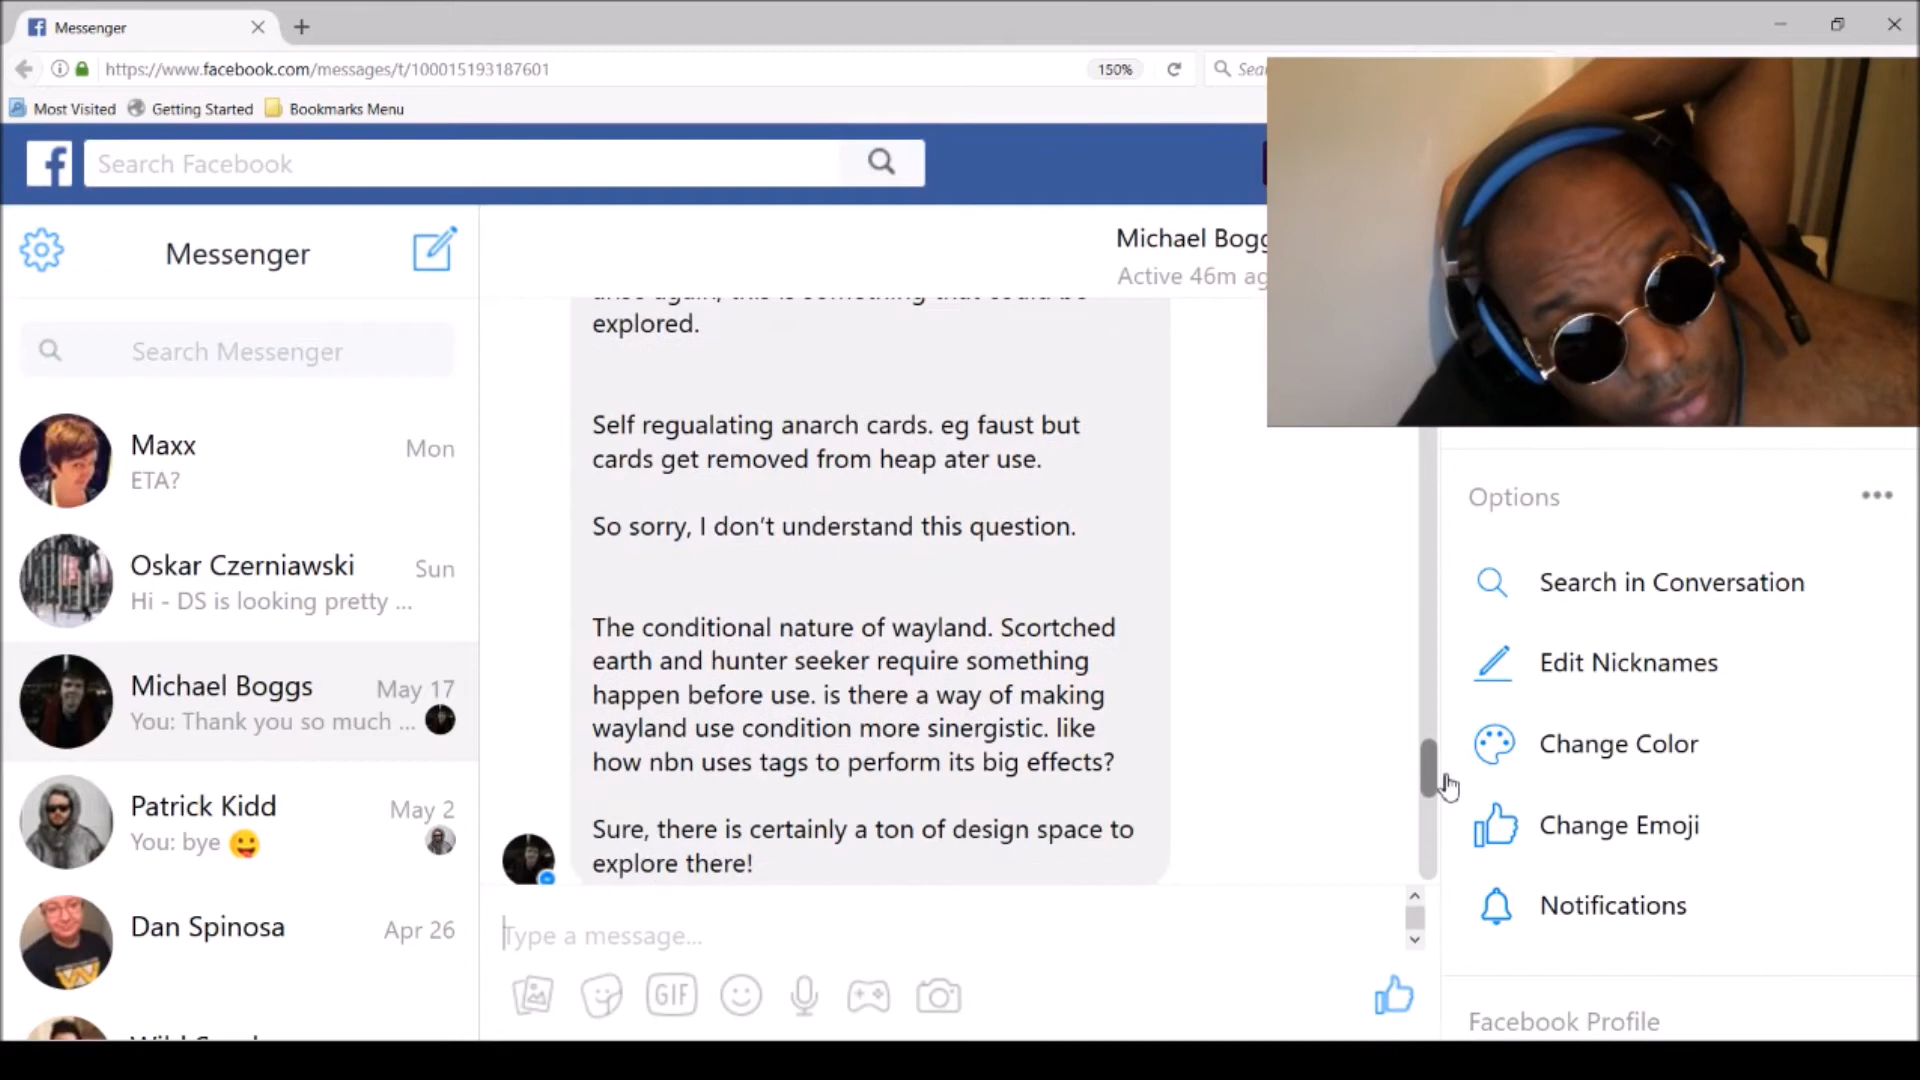 Messenger
https://www.facebook.com/messages/t/100015193187601
150%
Most Visited
Getting Started
Bookmarks Menu
Search Facebook
Messenger
Michael Bogg
Active 46m ag
Search Messenger
Maxx
Mon
ETA?
Oskar Czerniawski
Sun
Hi - DS is looking pretty ...
Michael Boggs
May 17
You: Thank you so much ...
Patrick Kidd
May 2
You: bye 😛
Dan Spinosa
Apr 26
explored.
Self regualating anarch cards. eg faust but
cards get removed from heap ater use.
So sorry, I don't understand this question.
The conditional nature of wayland. Scortched
earth and hunter seeker require something
happen before use. is there a way of making
wayland use condition more sinergistic. like
how nbn uses tags to perform its big effects?
Sure, there is certainly a ton of design space to
explore there!
Type a message...
GIF
Options
Search in Conversation
Edit Nicknames
Change Color
Change Emoji
Notifications
Facebook Profile